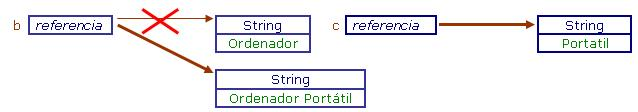 b referencia String c referencia String
Ordenador Portatil
String
Ordenador Portátil